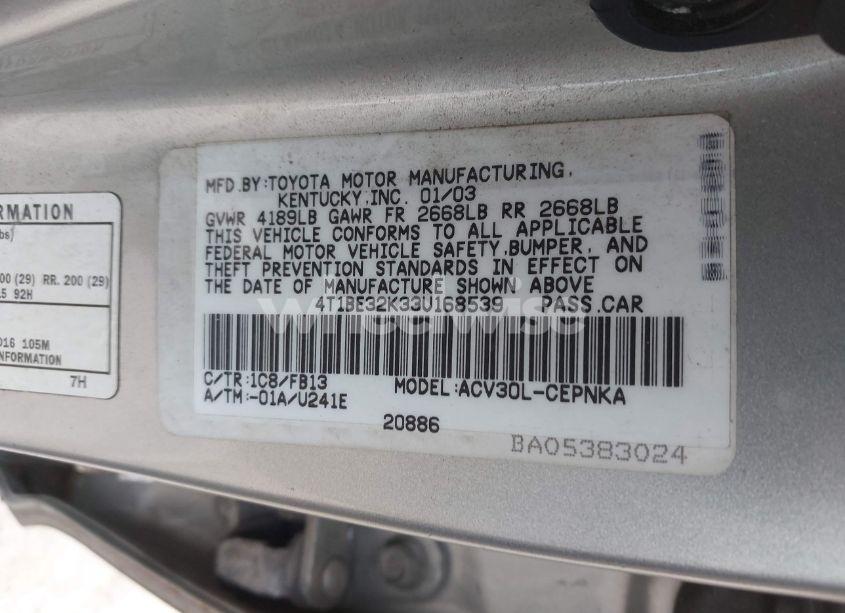 MFD.BY:TOYOTA MOTOR MANUFACTURING,
KENTUCKY,INC. 01/03
GVWR 4189LB GAWR FR 2668LB RR 2668LB
THIS VEHICLE CONFORMS TO ALL APPLICABLE
FEDERAL MOTOR VEHICLE SAFETY,BUMPER, AND
THEFT PREVENTION STANDARDS IN EFFECT ON
THE DATE OF MANUFACTURE SHOWN ABOVE
4T1BE32K33U168539 PASS.CAR
C/TR:1C8/FB13 MODEL:ACV30L-CEPNKA
A/TM:-01A/U241E
20886
BA05383024
RMATION
00 (29) RR. 200 (29)
5 92H
016 105M
NFORMATION
7H